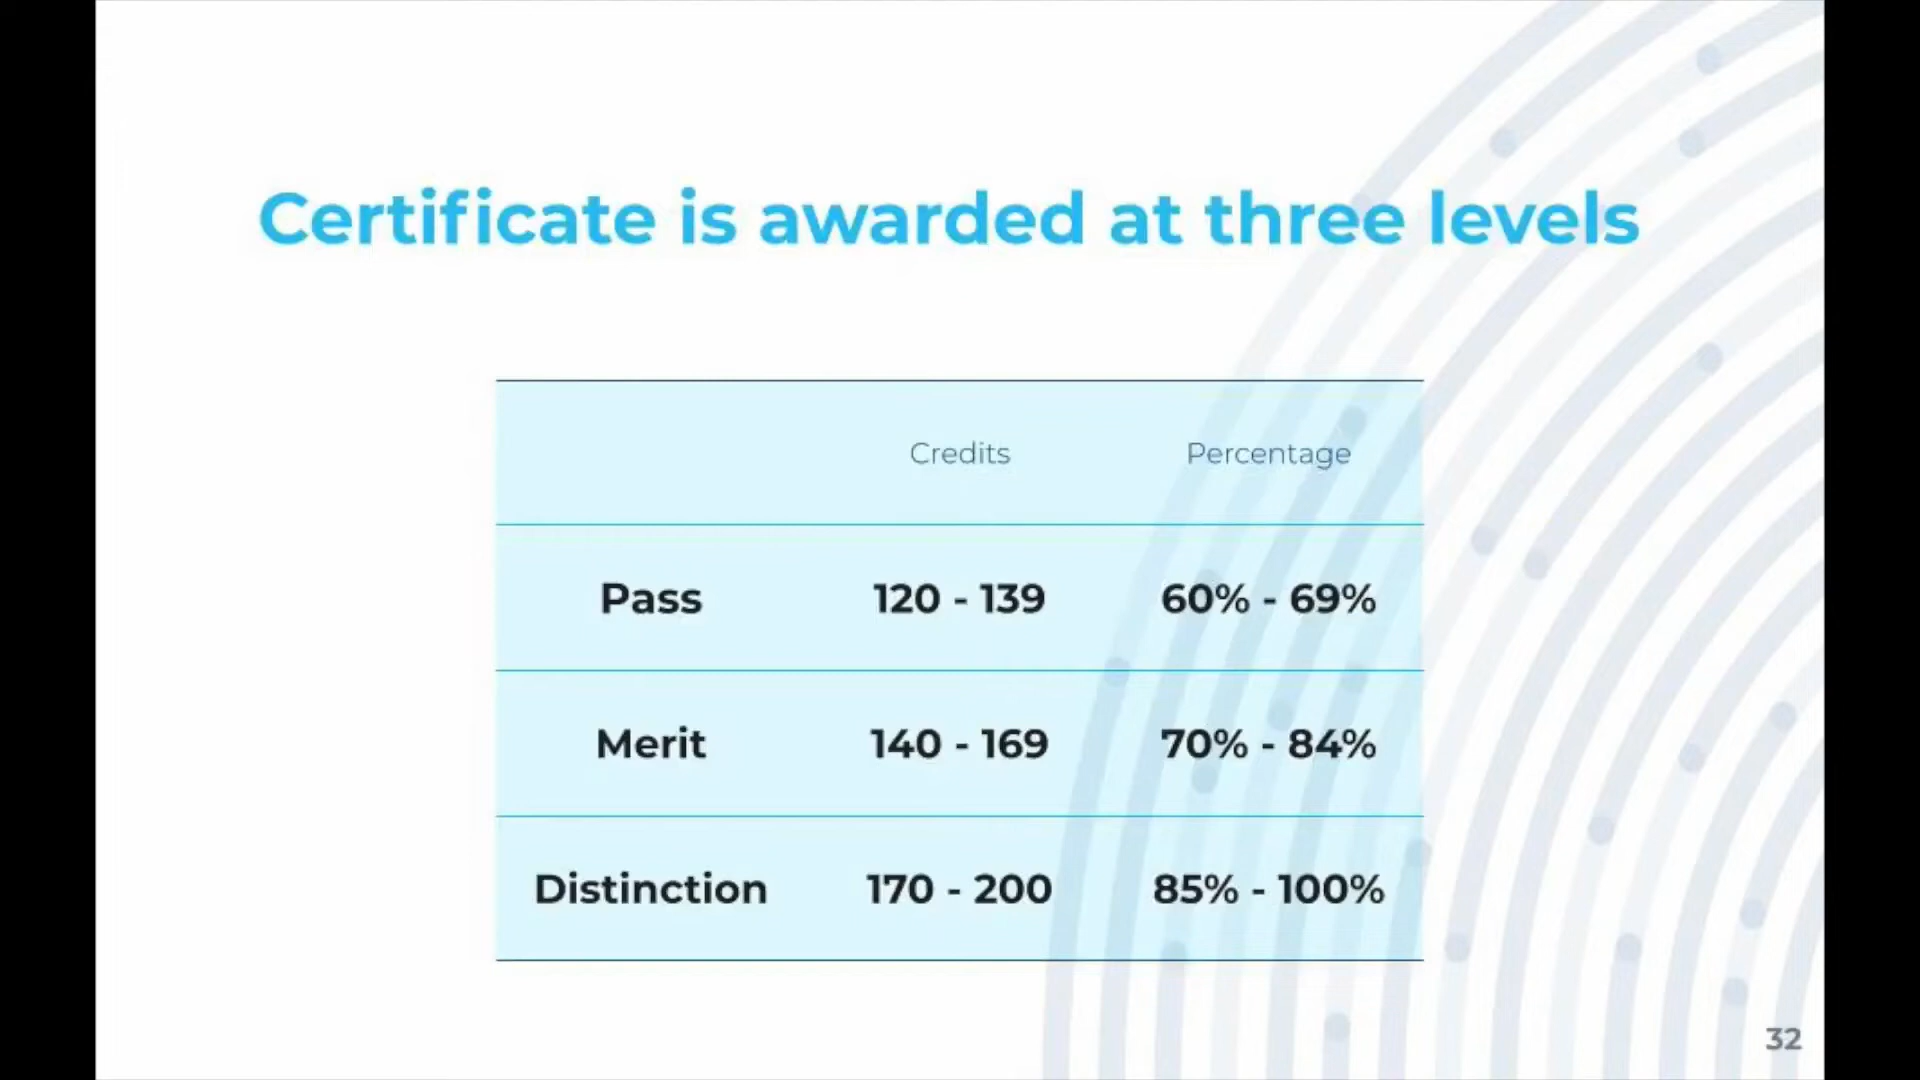 Certificate is awarded at three levels
Credits Percentage
Pass 120 - 139 60% - 69%
Merit 140 - 169 70% - 84%
Distinction 170 - 200 85% - 100%
32